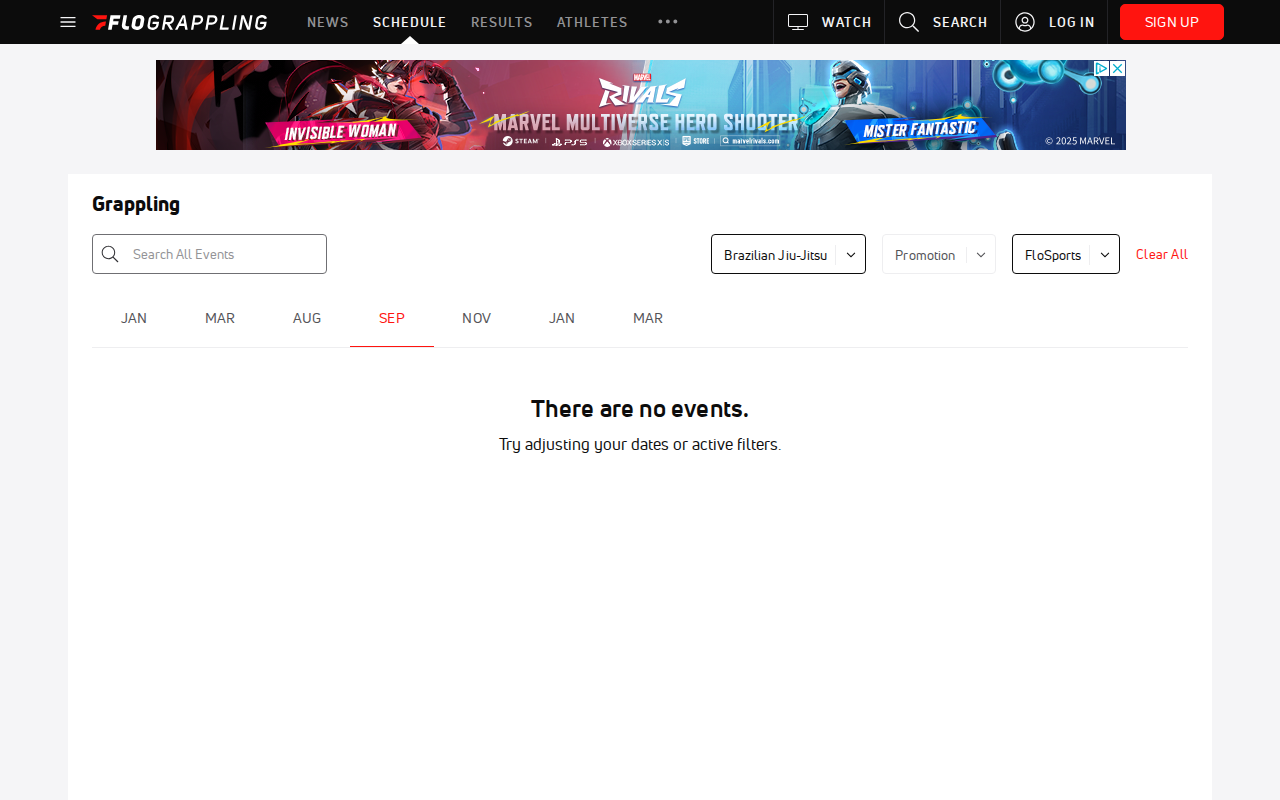 FLOGRAPPLING NEWS SCHEDULE RESULTS ATHLETES WATCH SEARCH LOG IN SIGN UP
MARVEL
RIVALS
INVISIBLE WOMAN MARVEL MULTIVERSE HERO SHOOTER MISTER FANTASTIC
STEAM PS5 XBOX SERIES X|S STORE marvelrivals.com © 2025 MARVEL
Grappling
Search All Events Brazilian Jiu-Jitsu Promotion FloSports Clear All
JAN MAR AUG SEP NOV JAN MAR
There are no events.
Try adjusting your dates or active filters.